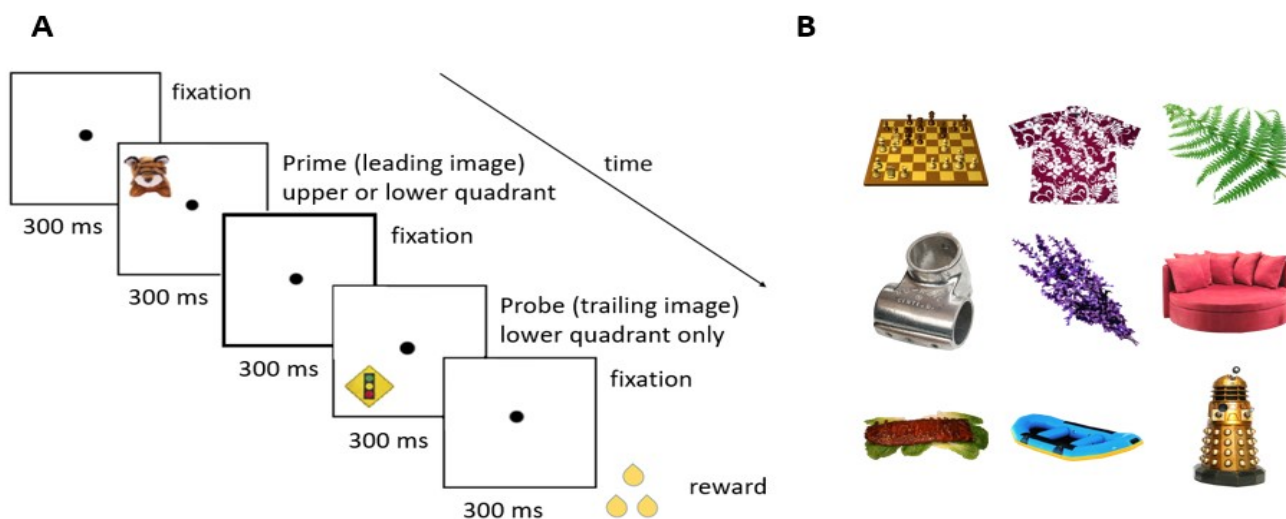 A
B
fixation
Prime (leading image)
upper or lower quadrant
time
300 ms
fixation
300 ms
Probe (trailing image)
lower quadrant only
300 ms
fixation
300 ms
reward
300 ms